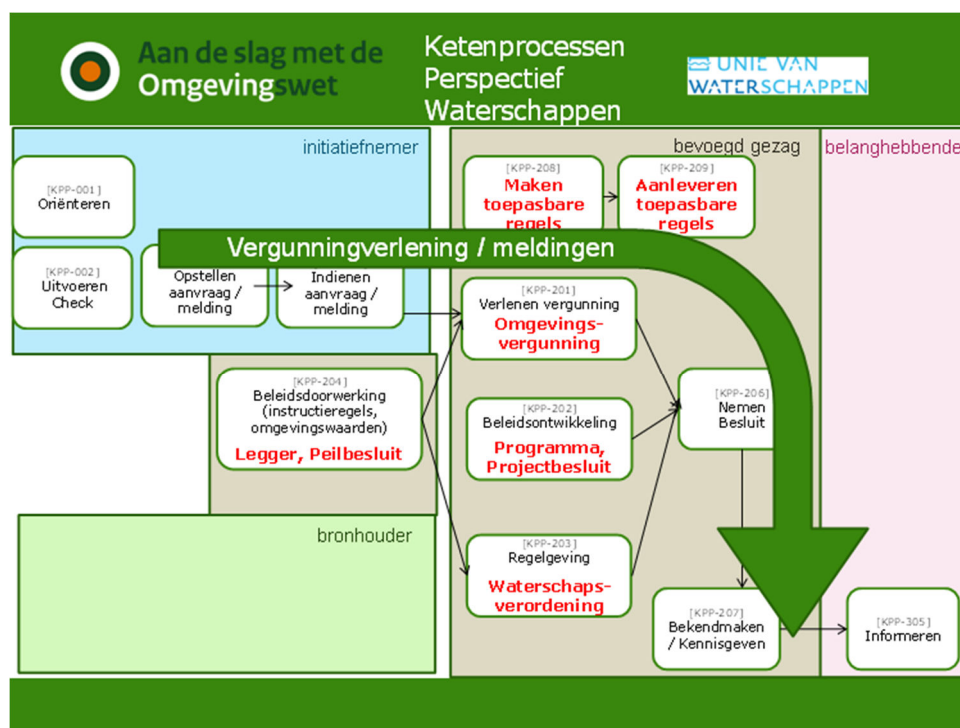 Aan de slag met de
Omgevingswet
Ketenprocessen
Perspectief
Waterschappen
UNIE VAN
WATERSCHAPPEN
initiatiefnemer
bevoegd gezag
belanghebbende
[KPP-001]
Oriënteren
[KPP-208]
Maken
toepasbare
regels
[KPP-209]
Aanleveren
toepasbare
regels
Vergunningverlening / meldingen
[KPP-002]
Uitvoeren
Check
Opstellen
aanvraag /
melding
Indienen
aanvraag /
melding
[KPP-201]
Verlenen vergunning
Omgevings-
vergunning
[KPP-204]
Beleidsdoorwerking
(instructieregels,
omgevingswaarden)
Legger, Peilbesluit
[KPP-202]
Beleidsontwikkeling
Programma,
Projectbesluit
[KPP-206]
Nemen
Besluit
bronhouder
[KPP-203]
Regelgeving
Waterschaps-
verordening
[KPP-207]
Bekendmaken
/ Kennisgeven
[KPP-305]
Informeren